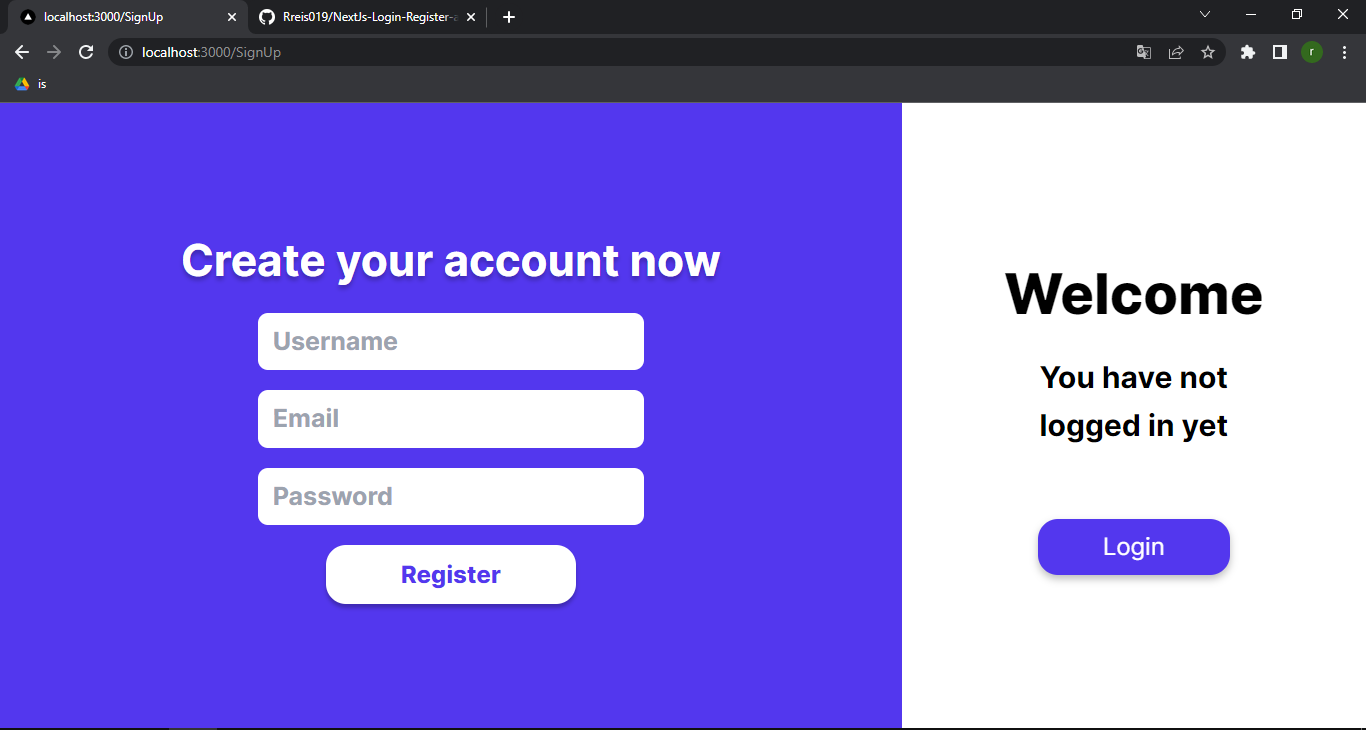 localhost:3000/SignUp
Rreis019/NextJs-Login-Register-a
localhost:3000/SignUp
r
is
Create your account now
Username
Email
Password
Register
Welcome
You have not
logged in yet
Login